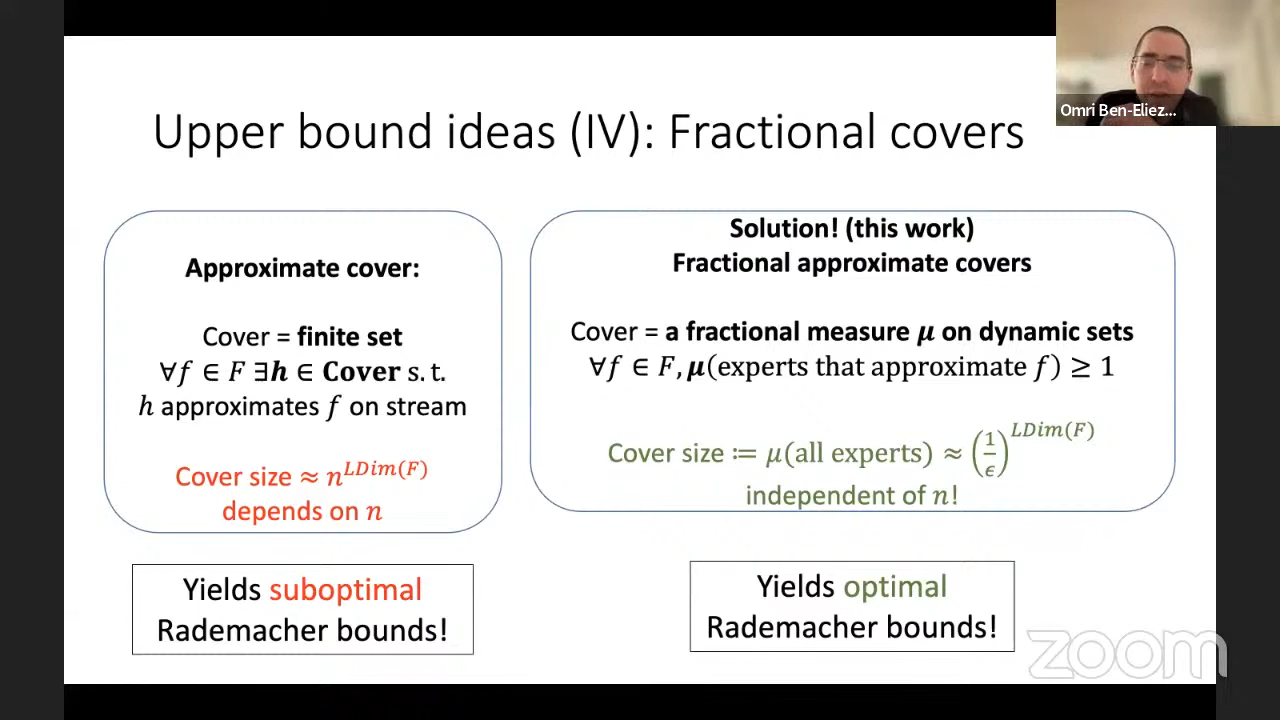 Omri Ben-Eliez...
Upper bound ideas (IV): Fractional covers
Approximate cover:
Cover = finite set
∀f ∈ F ∃h ∈ Cover s. t.
h approximates f on stream
Cover size ≈ n^{LDim(F)}
depends on n
Yields suboptimal
Rademacher bounds!
Solution! (this work)
Fractional approximate covers
Cover = a fractional measure μ on dynamic sets
∀f ∈ F, μ(experts that approximate f) ≥ 1
Cover size ≔ μ(all experts) ≈ (1/ϵ)^{LDim(F)}
independent of n!
Yields optimal
Rademacher bounds!
zoom